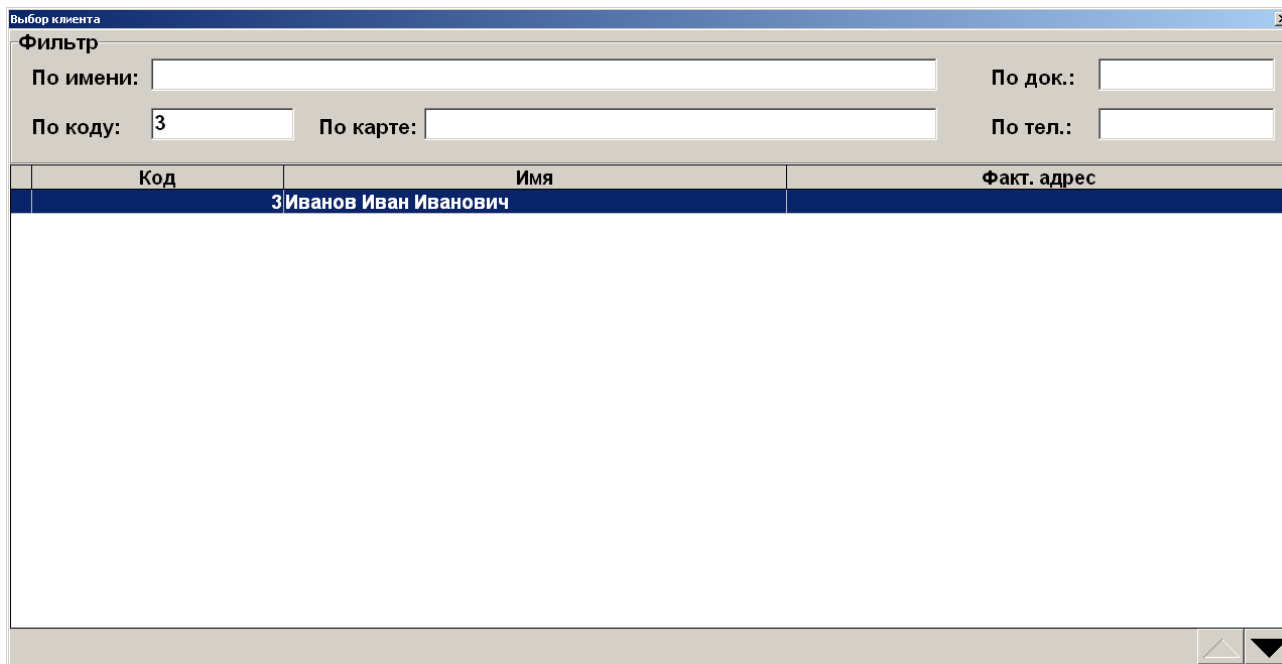 Выбор клиента
Фильтр
По имени:
По док.:
По коду: 3
По карте:
По тел.:
Код Имя Факт. адрес
3 Иванов Иван Иванович